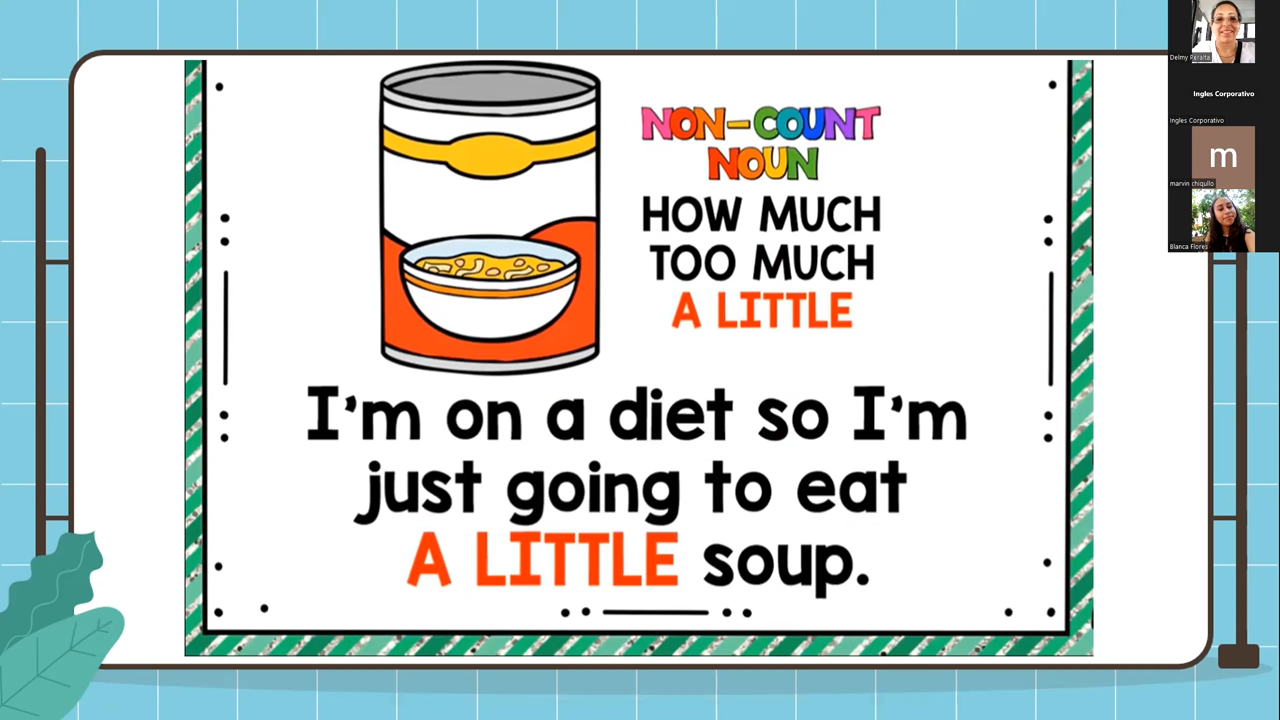 NON-COUNT
NOUN
HOW MUCH
TOO MUCH
A LITTLE
I'm on a diet so I'm
just going to eat
A LITTLE soup.
Delmy Peralta
Ingles Corporativo
Ingles Corporativo
m
marvin chiqullo
Blanca Flores